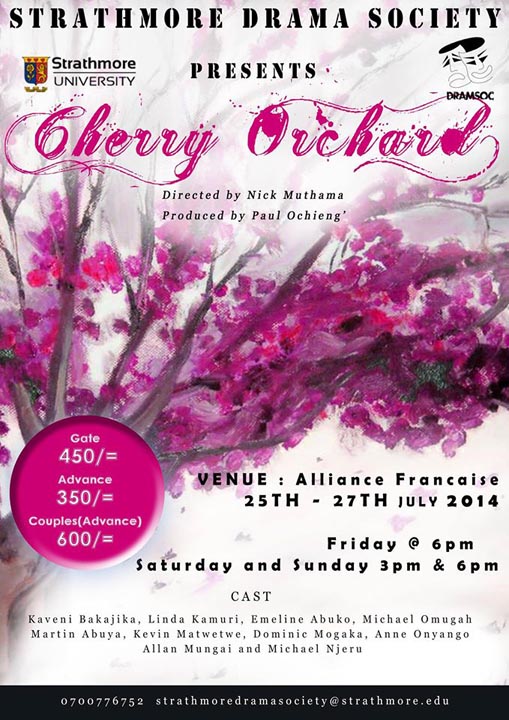 STRATHMORE DRAMA SOCIETY
Strathmore
UNIVERSITY
PRESENTS
DRAMSOC
Cherry Orchard
Directed by Nick Muthama
Produced by Paul Ochieng'
Gate
450/=
Advance
350/=
Couples(Advance)
600/=
VENUE : Alliance Francaise
25TH - 27TH JULY 2014
Friday @ 6pm
Saturday and Sunday 3pm & 6pm
CAST
Kaveni Bakajika, Linda Kamuri, Emeline Abuko, Michael Omugah
Martin Abuya, Kevin Matwetwe, Dominic Mogaka, Anne Onyango
Allan Mungai and Michael Njeru
0700776752 strathmoredramasociety@strathmore.edu